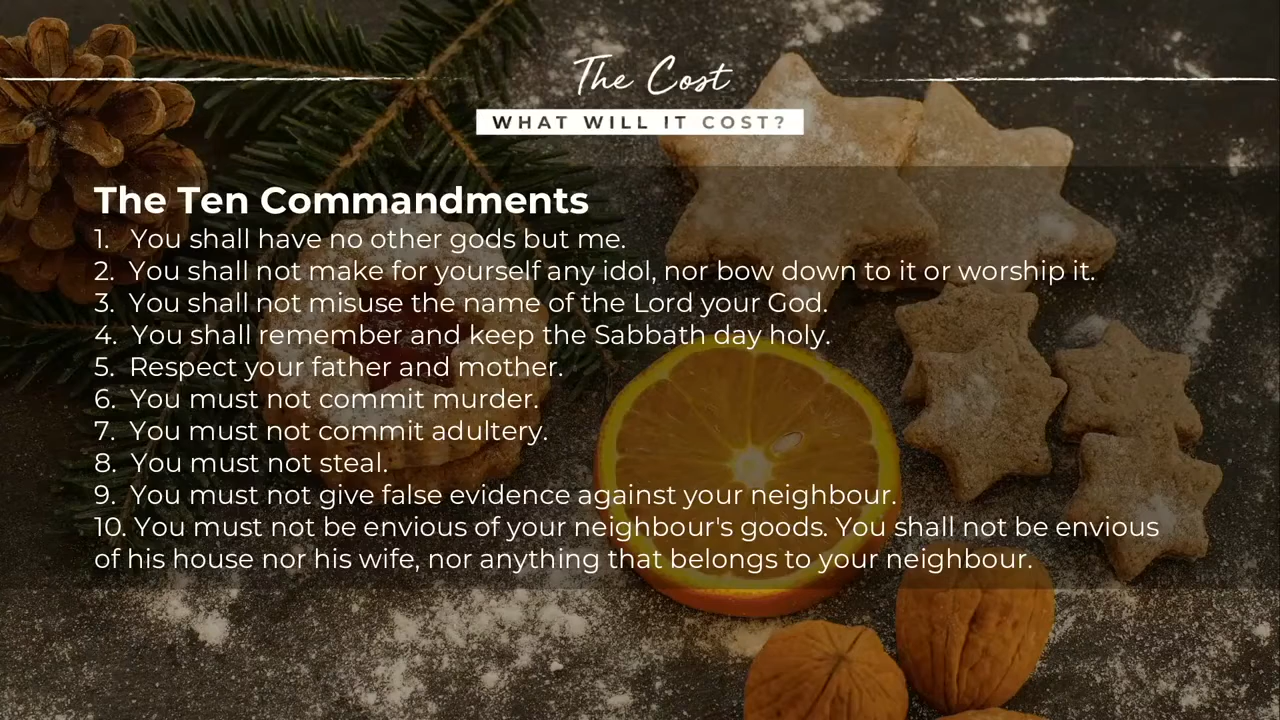 The Cost
WHAT WILL IT COST?
The Ten Commandments
1. You shall have no other gods but me.
2. You shall not make for yourself any idol, nor bow down to it or worship it.
3. You shall not misuse the name of the Lord your God.
4. You shall remember and keep the Sabbath day holy.
5. Respect your father and mother.
6. You must not commit murder.
7. You must not commit adultery.
8. You must not steal.
9. You must not give false evidence against your neighbour.
10. You must not be envious of your neighbour's goods. You shall not be envious
of his house nor his wife, nor anything that belongs to your neighbour.